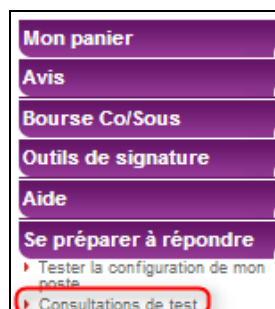 Mon panier
Avis
Bourse Co/Sous
Outils de signature
Aide
Se préparer à répondre
Tester la configuration de mon
poste
Consultations de test